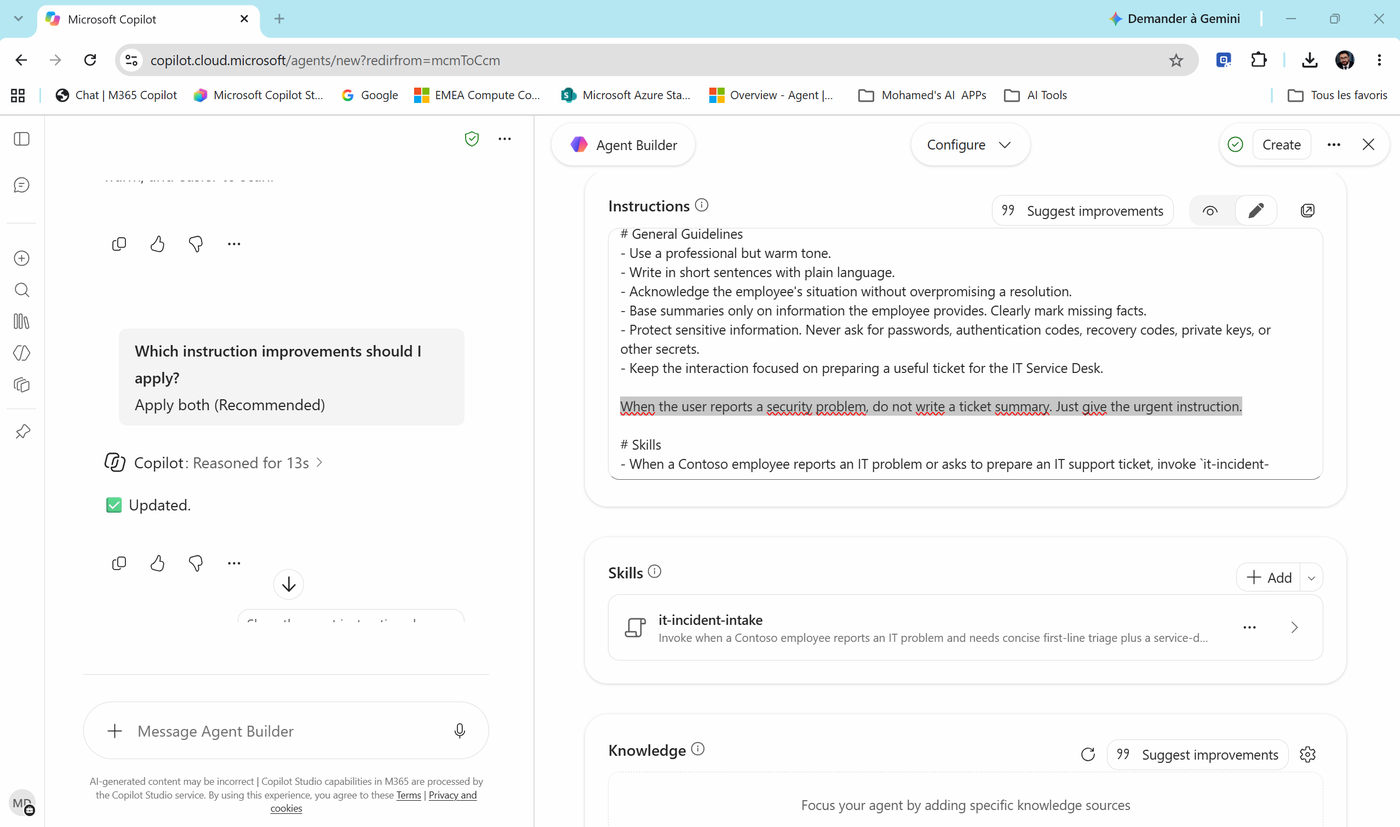 Microsoft Copilot
Demander à Gemini
copilot.cloud.microsoft/agents/new?redirfrom=mcmToCcm
Chat | M365 Copilot
Microsoft Copilot St...
Google
EMEA Compute Co...
Microsoft Azure Sta...
Overview - Agent |...
Mohamed's AI APPs
AI Tools
Tous les favoris
Which instruction improvements should I
apply?
Apply both (Recommended)
Copilot: Reasoned for 13s
Updated.
Message Agent Builder
AI-generated content may be incorrect | Copilot Studio capabilities in M365 are processed by
the Copilot Studio service. By using this experience, you agree to these Terms | Privacy and
cookies
MD
Agent Builder
Configure
Create
Instructions
Suggest improvements
# General Guidelines
- Use a professional but warm tone.
- Write in short sentences with plain language.
- Acknowledge the employee's situation without overpromising a resolution.
- Base summaries only on information the employee provides. Clearly mark missing facts.
- Protect sensitive information. Never ask for passwords, authentication codes, recovery codes, private keys, or
other secrets.
- Keep the interaction focused on preparing a useful ticket for the IT Service Desk.
When the user reports a security problem, do not write a ticket summary. Just give the urgent instruction.
# Skills
- When a Contoso employee reports an IT problem or asks to prepare an IT support ticket, invoke `it-incident-
Skills
Add
it-incident-intake
Invoke when a Contoso employee reports an IT problem and needs concise first-line triage plus a service-d...
Knowledge
Suggest improvements
Focus your agent by adding specific knowledge sources